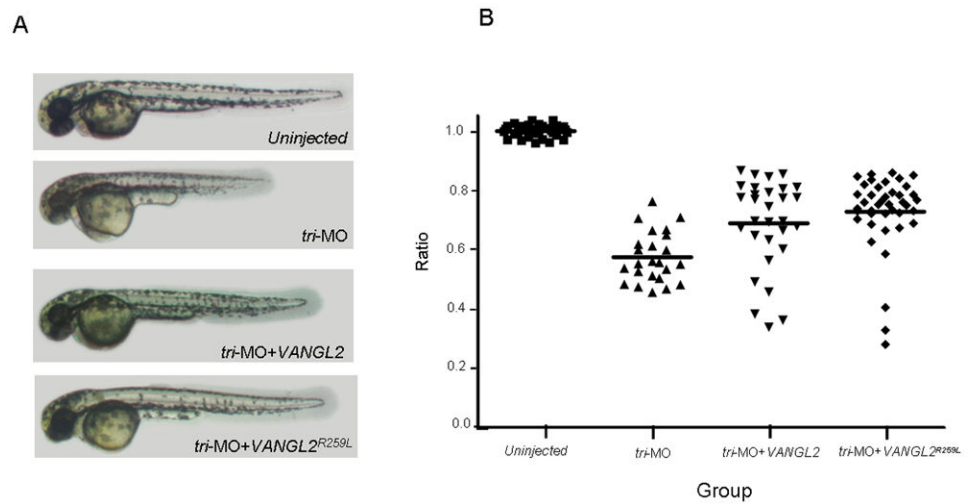 A
Uninjected
tri-MO
tri-MO+VANGL2
tri-MO+VANGL2R259L
B
1.0
0.8
0.6
0.4
0.2
0.0
Ratio
Uninjected
tri-MO
tri-MO+VANGL2
tri-MO+VANGL2R259L
Group